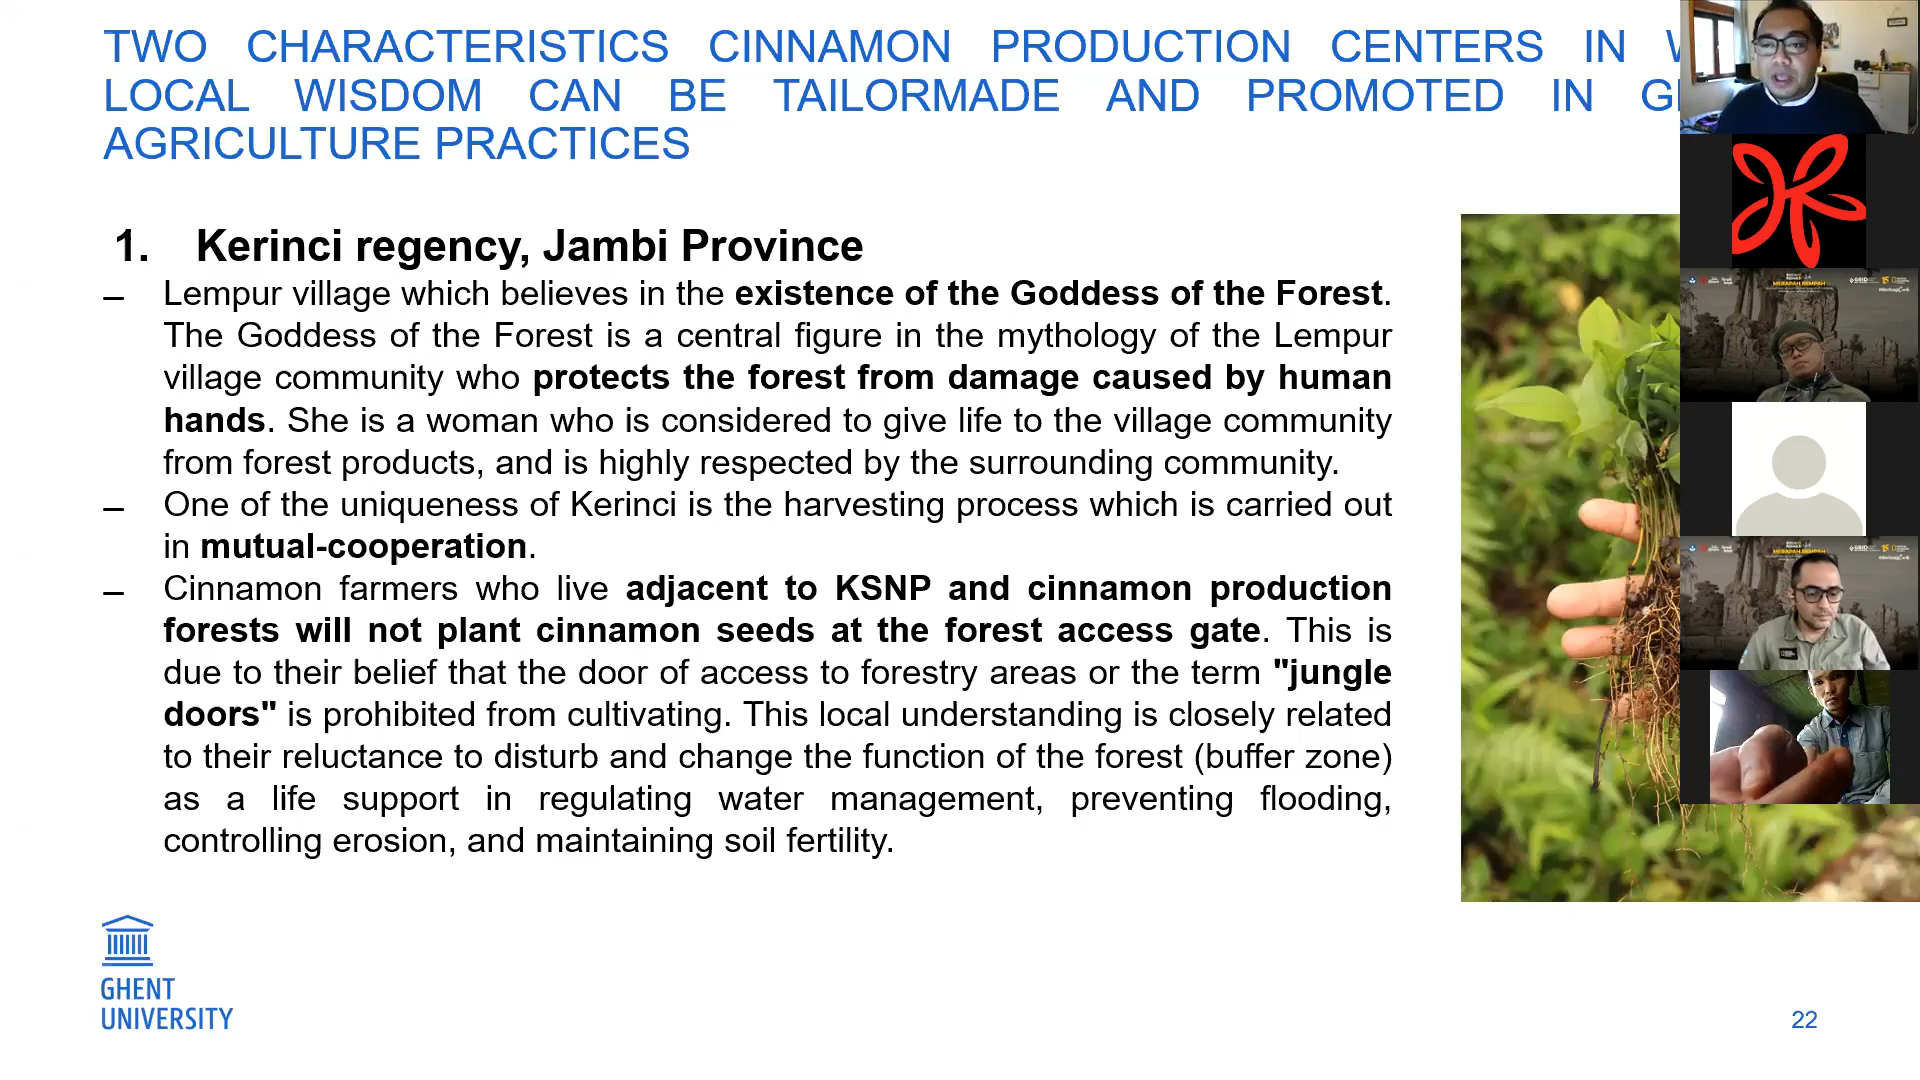 TWO CHARACTERISTICS CINNAMON PRODUCTION CENTERS IN
LOCAL WISDOM CAN BE TAILORMADE AND PROMOTED IN
AGRICULTURE PRACTICES
1. Kerinci regency, Jambi Province
– Lempur village which believes in the existence of the Goddess of the Forest.
The Goddess of the Forest is a central figure in the mythology of the Lempur
village community who protects the forest from damage caused by human
hands. She is a woman who is considered to give life to the village community
from forest products, and is highly respected by the surrounding community.
– One of the uniqueness of Kerinci is the harvesting process which is carried out
in mutual-cooperation.
– Cinnamon farmers who live adjacent to KSNP and cinnamon production
forests will not plant cinnamon seeds at the forest access gate. This is
due to their belief that the door of access to forestry areas or the term "jungle
doors" is prohibited from cultivating. This local understanding is closely related
to their reluctance to disturb and change the function of the forest (buffer zone)
as a life support in regulating water management, preventing flooding,
controlling erosion, and maintaining soil fertility.
GHENT
UNIVERSITY
22